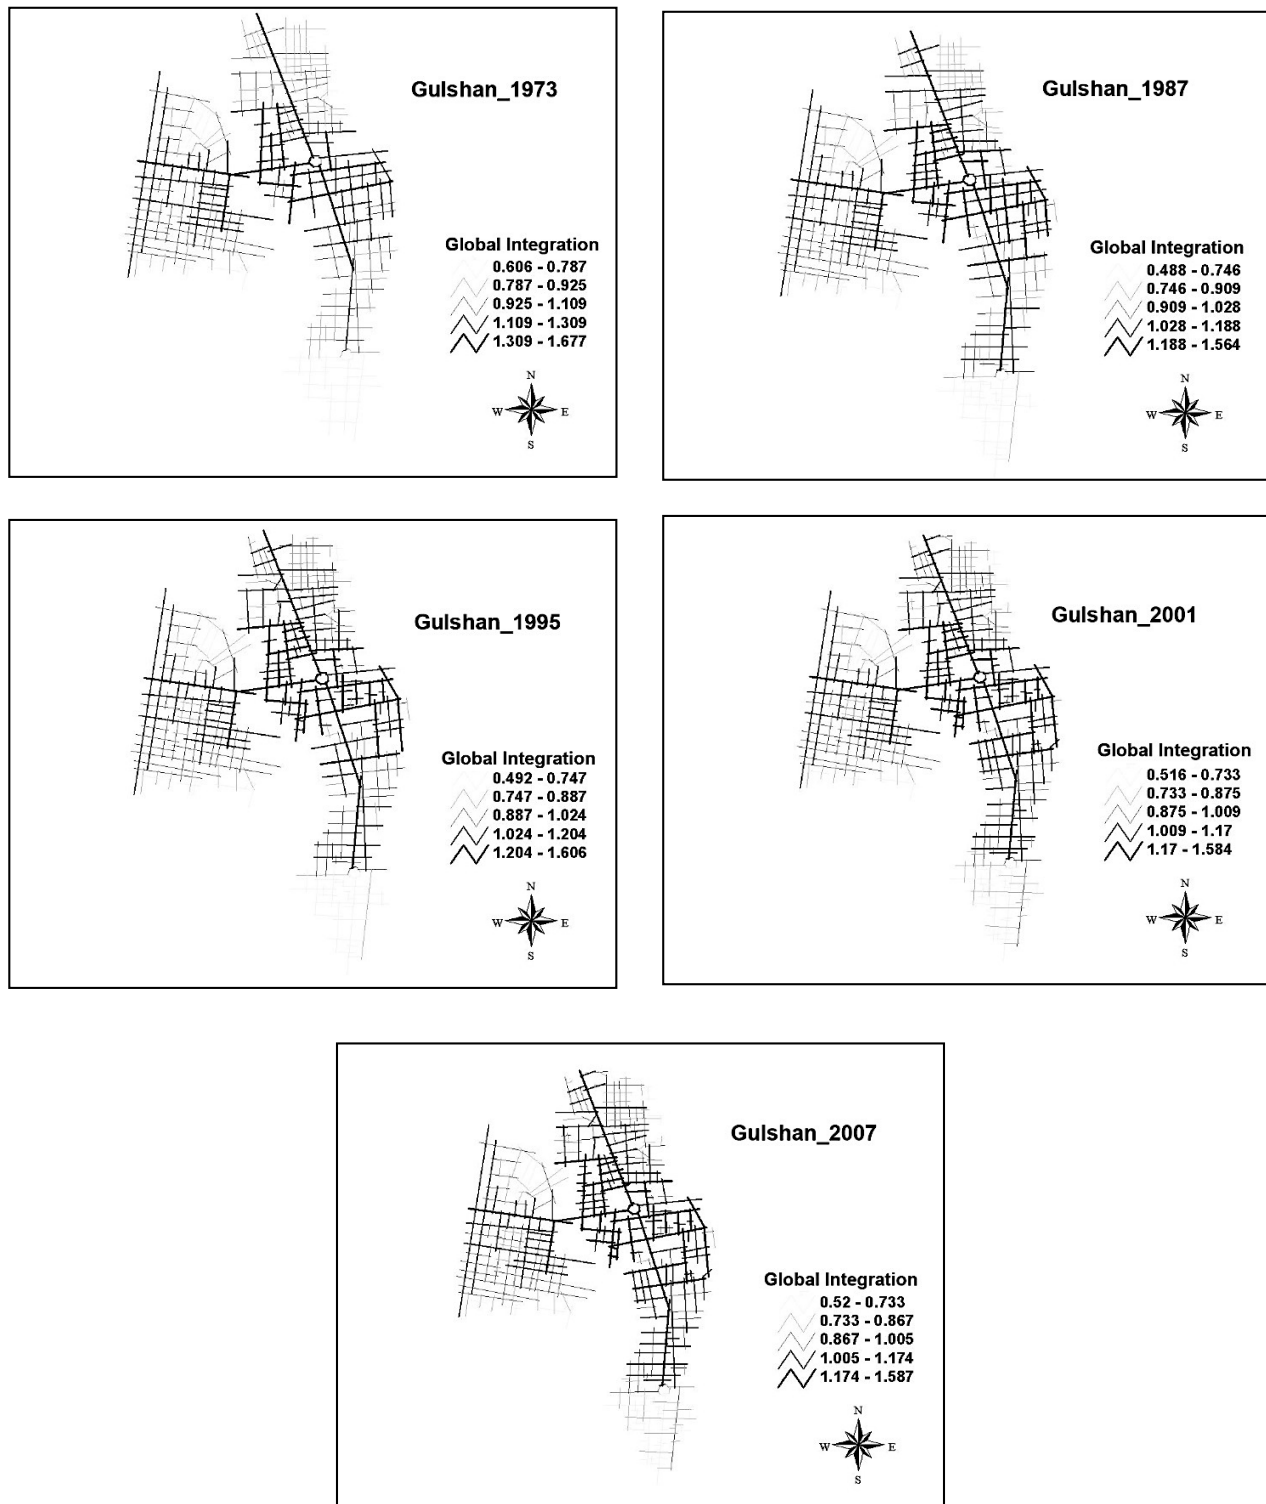 Gulshan_1973
Global Integration
0.606 - 0.787
0.787 - 0.925
0.925 - 1.109
1.109 - 1.309
1.309 - 1.677
N
W E
S
Gulshan_1987
Global Integration
0.488 - 0.746
0.746 - 0.909
0.909 - 1.028
1.028 - 1.188
1.188 - 1.564
N
W E
S
Gulshan_1995
Global Integration
0.492 - 0.747
0.747 - 0.887
0.887 - 1.024
1.024 - 1.204
1.204 - 1.606
N
W E
S
Gulshan_2001
Global Integration
0.516 - 0.733
0.733 - 0.875
0.875 - 1.009
1.009 - 1.17
1.17 - 1.584
N
W E
S
Gulshan_2007
Global Integration
0.52 - 0.733
0.733 - 0.867
0.867 - 1.005
1.005 - 1.174
1.174 - 1.587
N
W E
S